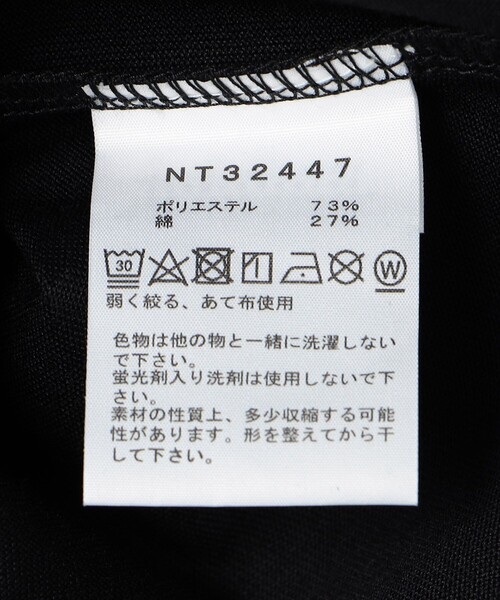 NT32447
ポリエステル 73%
綿 27%
30 W
弱く絞る、あて布使用
色物は他の物と一緒に洗濯しない
で下さい。
蛍光剤入り洗剤は使用しないで下
さい。
素材の性質上、多少収縮する可能
性があります。形を整えてから干
して下さい。